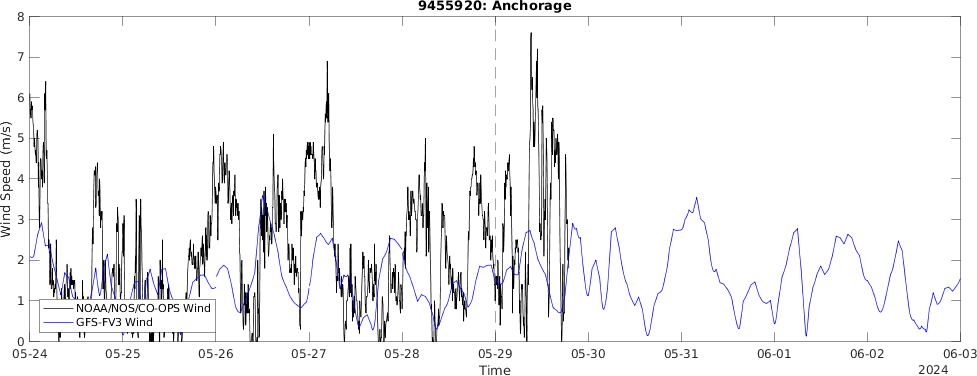 9455920: Anchorage
8
7
6
5
4
3
2
1
0
Wind Speed (m/s)
NOAA/NOS/CO-OPS Wind
GFS-FV3 Wind
05-24 05-25 05-26 05-27 05-28 05-29 05-30 05-31 06-01 06-02 06-03
Time
2024